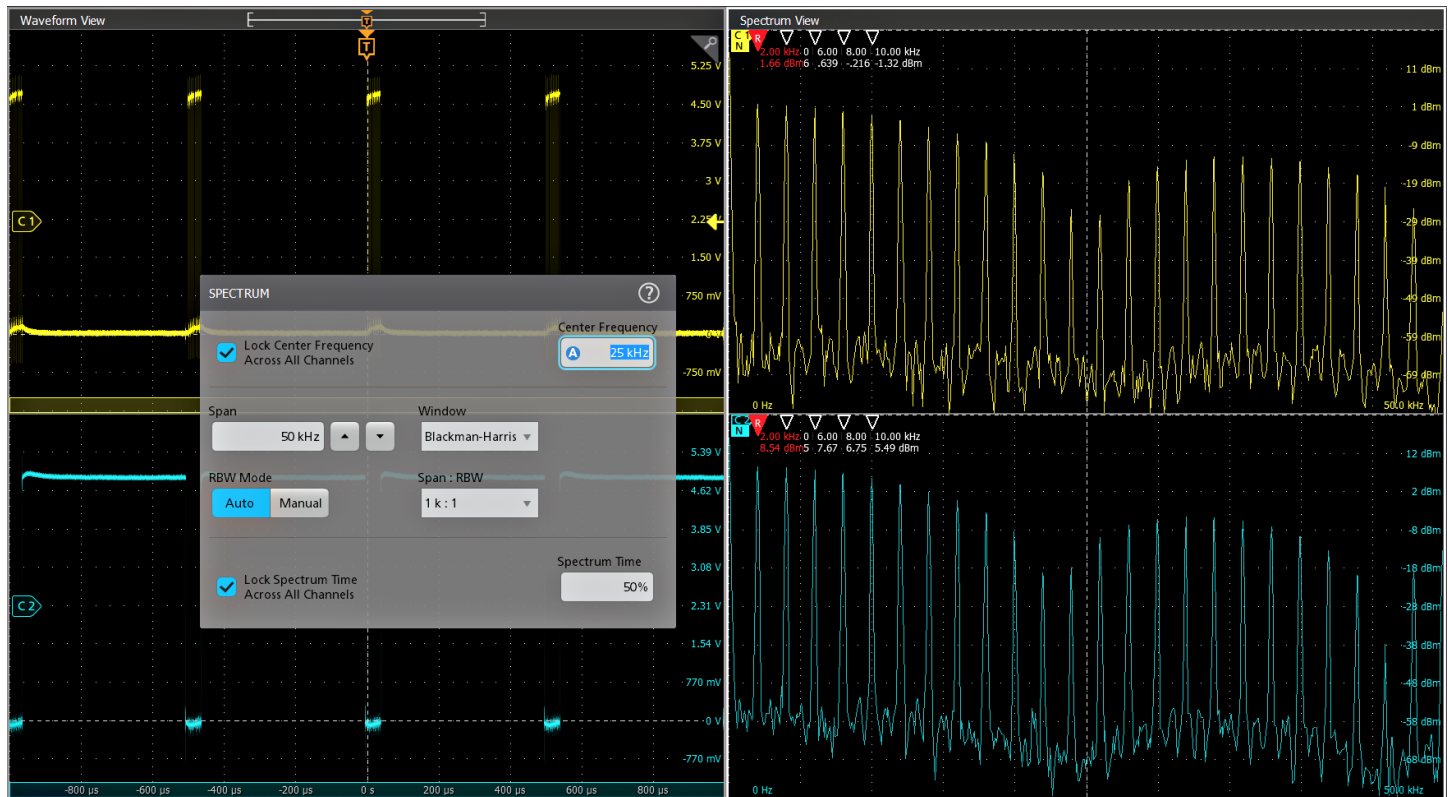 Waveform View
T
T
5.25 V
4.50 V
3.75 V
3 V
C 1
2.25 V
1.50 V
750 mV
-750 mV
SPECTRUM
?
Lock Center Frequency
Across All Channels
Center Frequency
A 25 kHz
Span
50 kHz
Window
Blackman-Harris
RBW Mode
Auto Manual
Span : RBW
1 k : 1
Lock Spectrum Time
Across All Channels
Spectrum Time
50%
5.39 V
4.62 V
3.85 V
3.08 V
C 2
2.31 V
1.54 V
770 mV
0 V
-770 mV
-800 µs -600 µs -400 µs -200 µs 0 s 200 µs 400 µs 600 µs 800 µs
Spectrum View
C 1
N
R
2.00 kHz 0 6.00 8.00 10.00 kHz
1.66 dBm 6 .639 -.216 -1.32 dBm
11 dBm
1 dBm
-9 dBm
-19 dBm
-29 dBm
-39 dBm
-49 dBm
-59 dBm
-69 dBm
0 Hz 50.0 kHz
C 2
N
R
2.00 kHz 0 6.00 8.00 10.00 kHz
8.54 dBm 5 7.67 6.75 5.49 dBm
12 dBm
2 dBm
-8 dBm
-18 dBm
-28 dBm
-38 dBm
-48 dBm
-58 dBm
-68 dBm
0 Hz 50.0 kHz